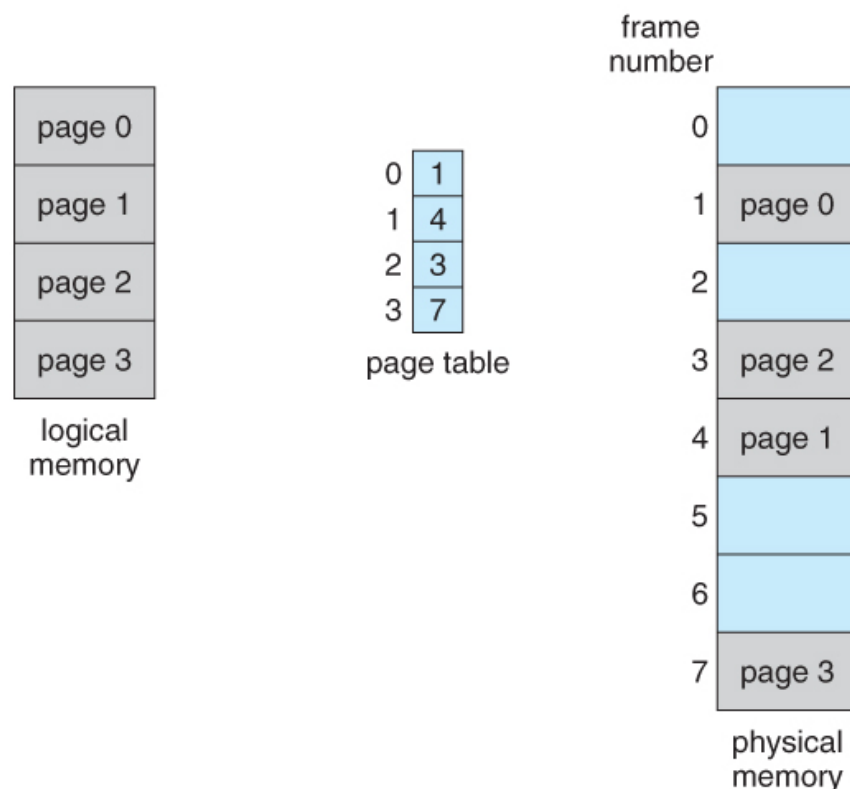 page 0
page 1
page 2
page 3
logical
memory
0 1
1 4
2 3
3 7
page table
frame
number
0
1 page 0
2
3 page 2
4 page 1
5
6
7 page 3
physical
memory